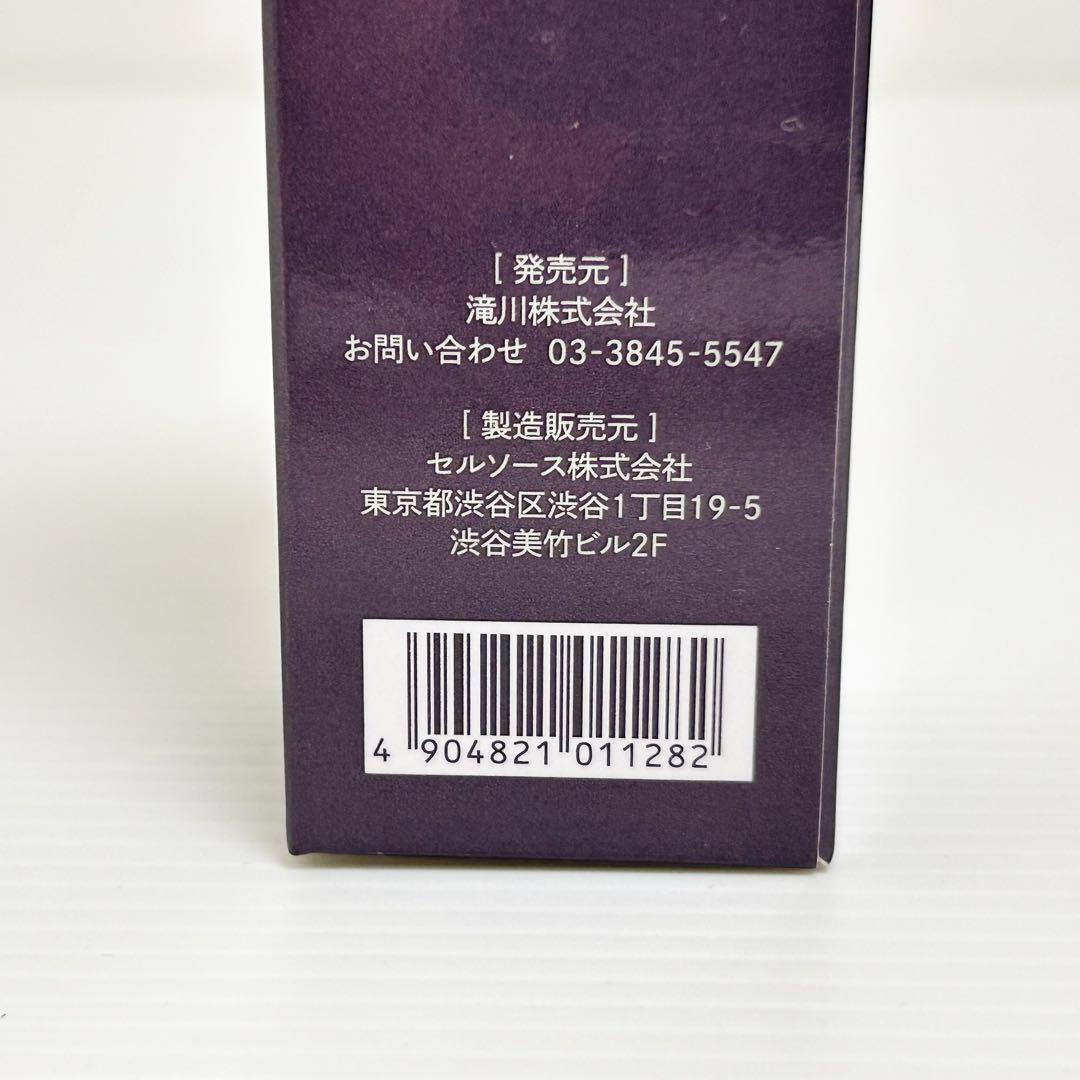 [ 発売元 ]
滝川株式会社
お問い合わせ 03-3845-5547
[ 製造販売元 ]
セルソース株式会社
東京都渋谷区渋谷1丁目19-5
渋谷美竹ビル2F
4 904821 011282